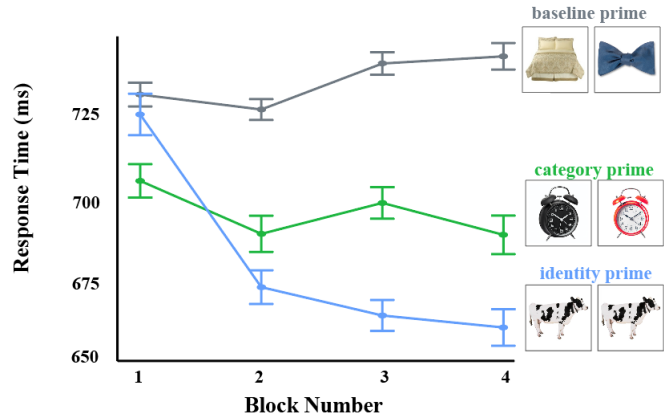 baseline prime
725
700
675
650
Response Time (ms)
category prime
identity prime
1 2 3 4
Block Number